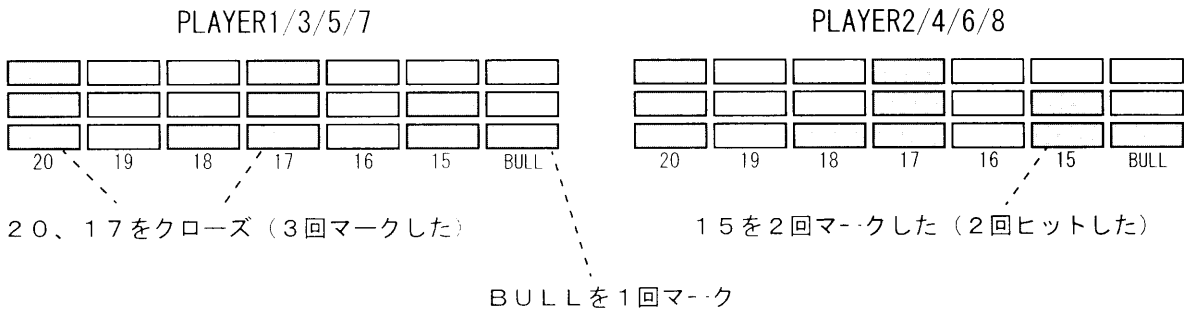 PLAYER1/3/5/7
PLAYER2/4/6/8
20 19 18 17 16 15 BULL
20 19 18 17 16 15 BULL
20、17をクローズ(3回マークした)
15を2回マークした(2回ヒットした)
BULLを1回マーク